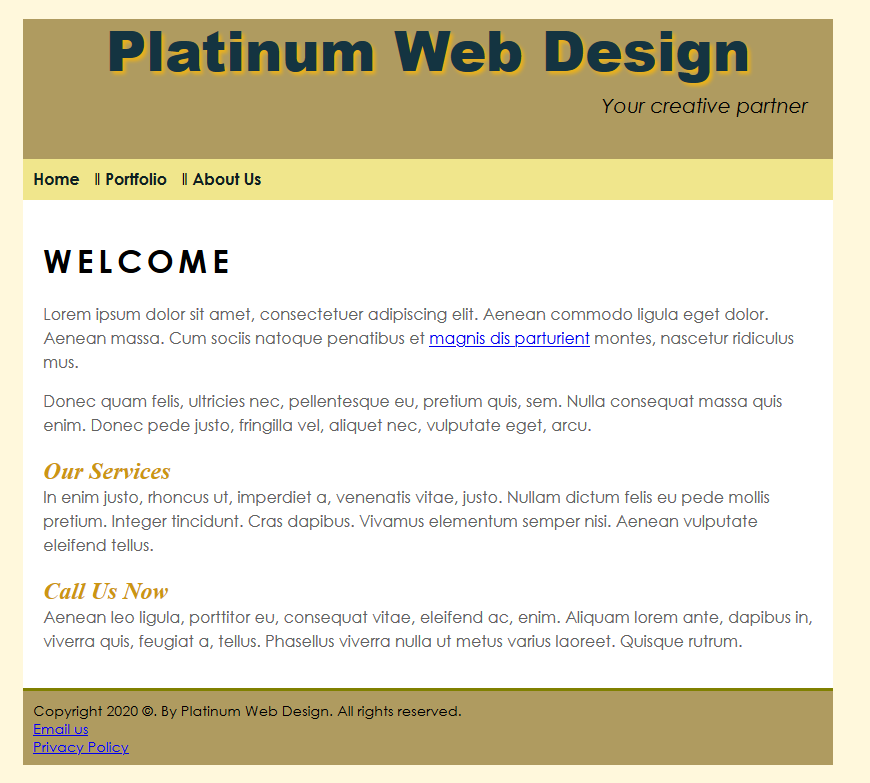 Platinum Web Design
Your creative partner
Home || Portfolio || About Us
WELCOME
Lorem ipsum dolor sit amet, consectetuer adipiscing elit. Aenean commodo ligula eget dolor.
Aenean massa. Cum sociis natoque penatibus et magnis dis parturient montes, nascetur ridiculus
mus.
Donec quam felis, ultricies nec, pellentesque eu, pretium quis, sem. Nulla consequat massa quis
enim. Donec pede justo, fringilla vel, aliquet nec, vulputate eget, arcu.
Our Services
In enim justo, rhoncus ut, imperdiet a, venenatis vitae, justo. Nullam dictum felis eu pede mollis
pretium. Integer tincidunt. Cras dapibus. Vivamus elementum semper nisi. Aenean vulputate
eleifend tellus.
Call Us Now
Aenean leo ligula, porttitor eu, consequat vitae, eleifend ac, enim. Aliquam lorem ante, dapibus in,
viverra quis, feugiat a, tellus. Phasellus viverra nulla ut metus varius laoreet. Quisque rutrum.
Copyright 2020 ©. By Platinum Web Design. All rights reserved.
Email us
Privacy Policy